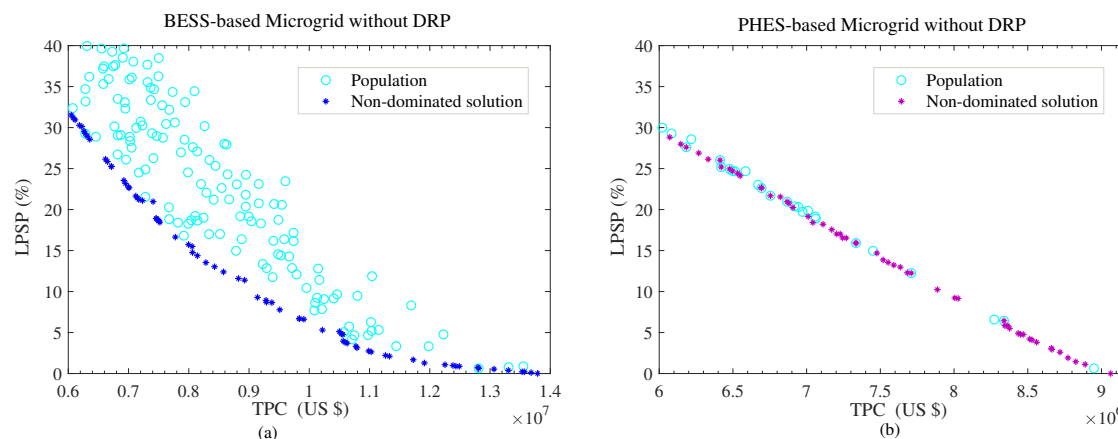 BESS-based Microgrid without DRP
40
35
30
25
20
15
10
5
0
LPSP (%)
Population
Non-dominated solution
0.6 0.7 0.8 0.9 1.0 1.1 1.2 1.3 1.4
TPC (US $)
×10⁷
(a)
PHES-based Microgrid without DRP
40
35
30
25
20
15
10
5
0
LPSP (%)
Population
Non-dominated solution
6 6.5 7 7.5 8 8.5 9
TPC (US $)
(b)